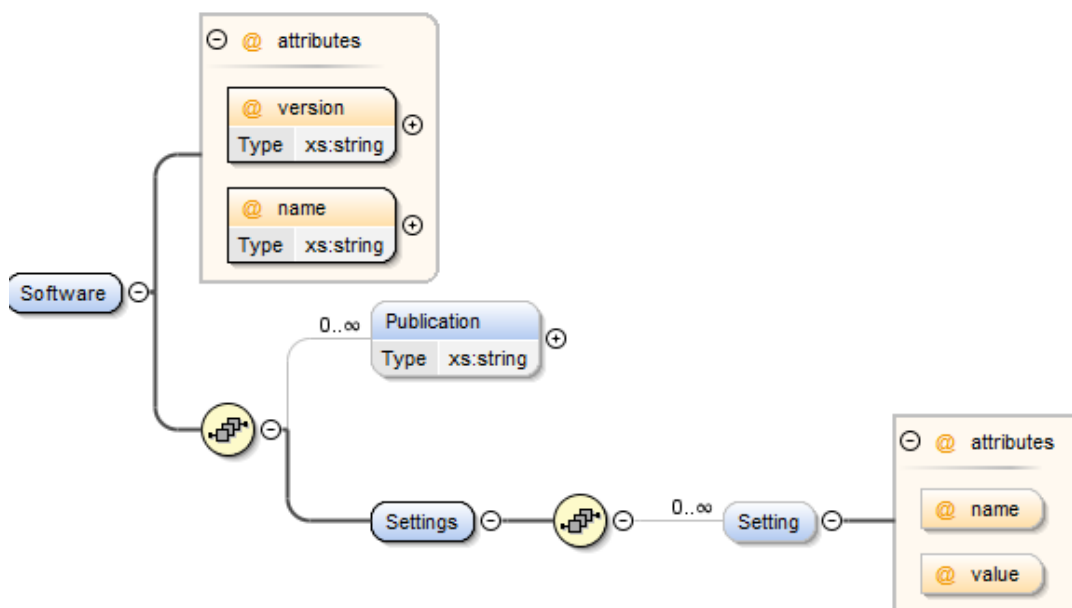 @ attributes
@ version
Type xs:string
@ name
Type xs:string
Software
0..∞
Publication
Type xs:string
Settings
0..∞
Setting
@ attributes
@ name
@ value